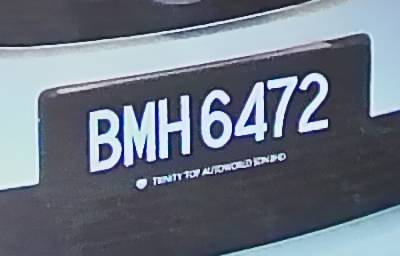 BMH 6472
TRINITY TOP AUTOWORLD SDN BHD